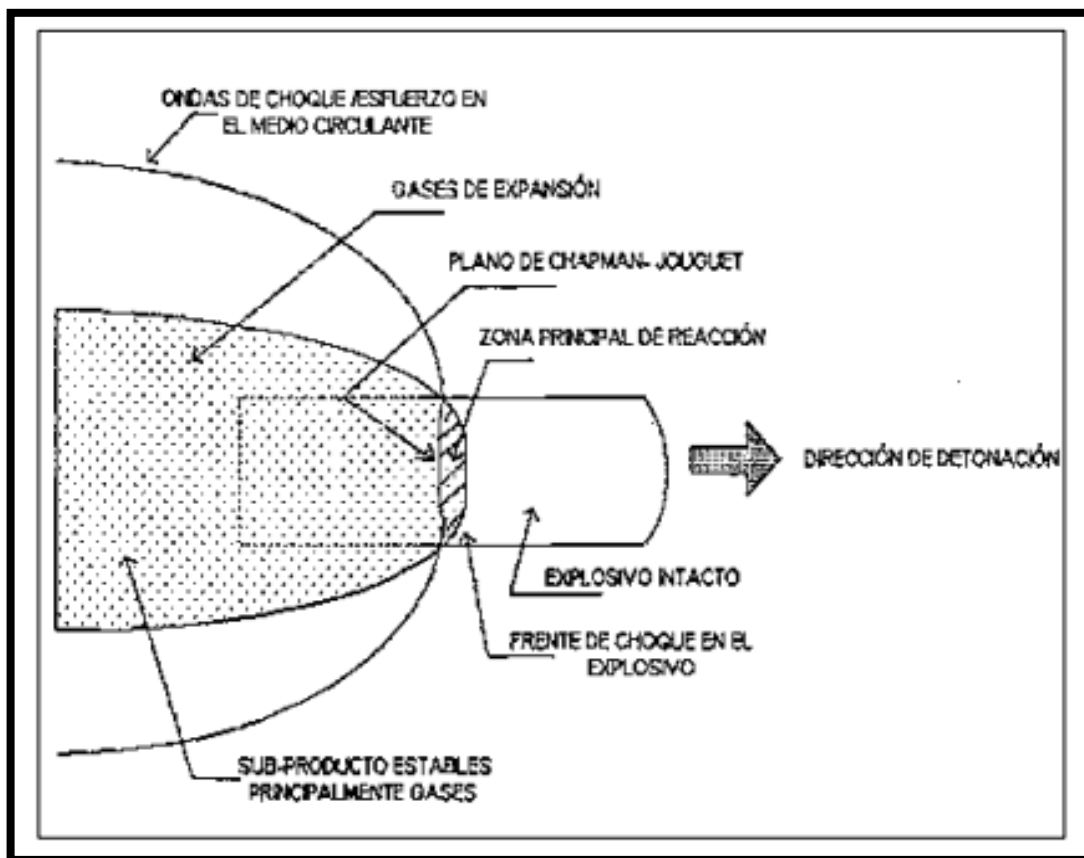 ONDAS DE CHOQUE /ESFUERZO EN
EL MEDIO CIRCULANTE
GASES DE EXPANSIÓN
PLANO DE CHAPMAN- JOUGUET
ZONA PRINCIPAL DE REACCIÓN
DIRECCIÓN DE DETONACIÓN
EXPLOSIVO INTACTO
FRENTE DE CHOQUE EN EL
EXPLOSIVO
SUB-PRODUCTO ESTABLES
PRINCIPALMENTE GASES